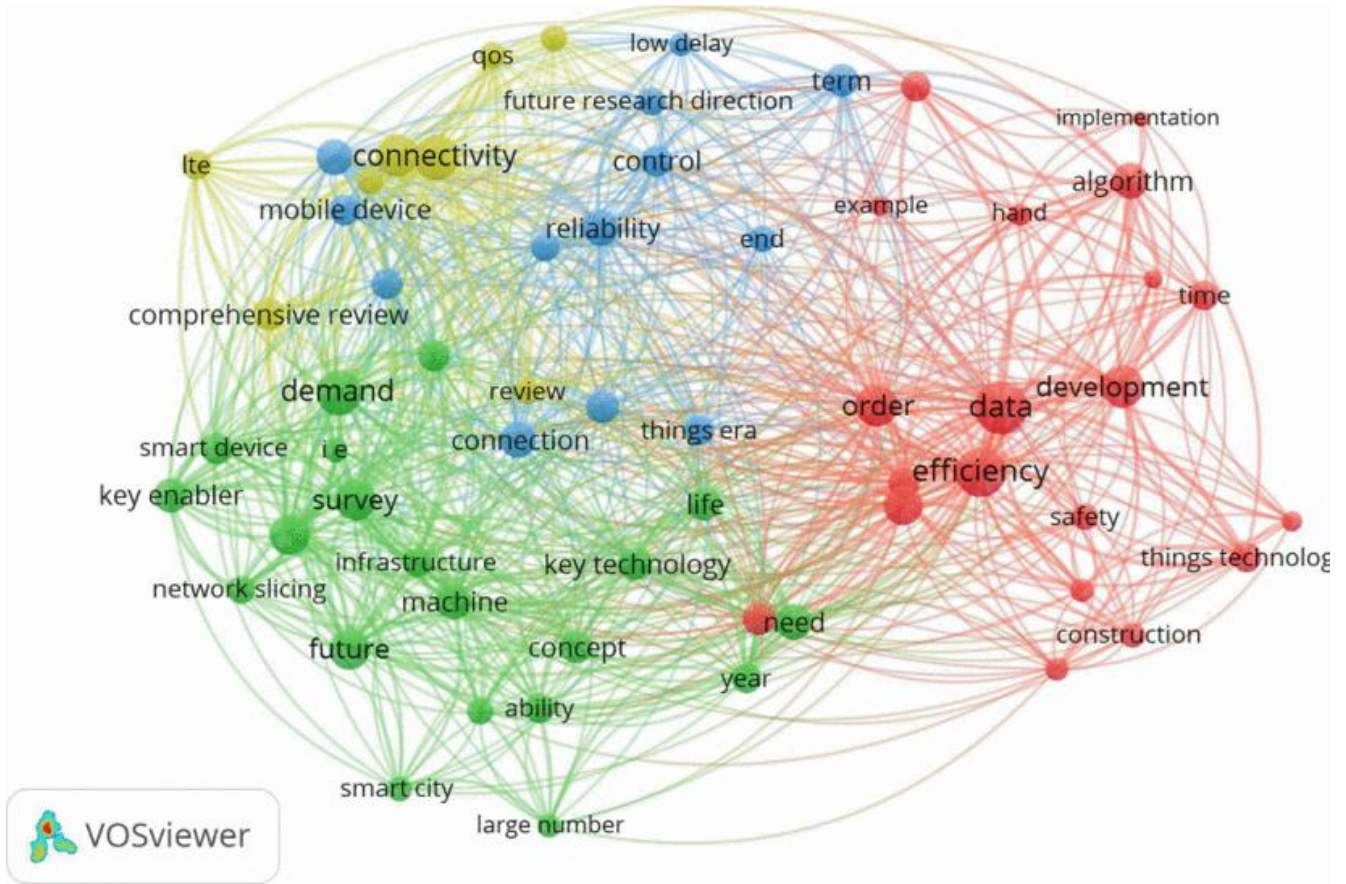 low delay
qos
term
future research direction
implementation
connectivity
control
lte
algorithm
mobile device
example
hand
reliability
end
time
comprehensive review
demand
review
development
order
data
connection
things era
smart device
i e
efficiency
key enabler
survey
life
safety
infrastructure
key technology
things technolog
network slicing
machine
need
construction
future
concept
year
ability
smart city
large number
VOSviewer